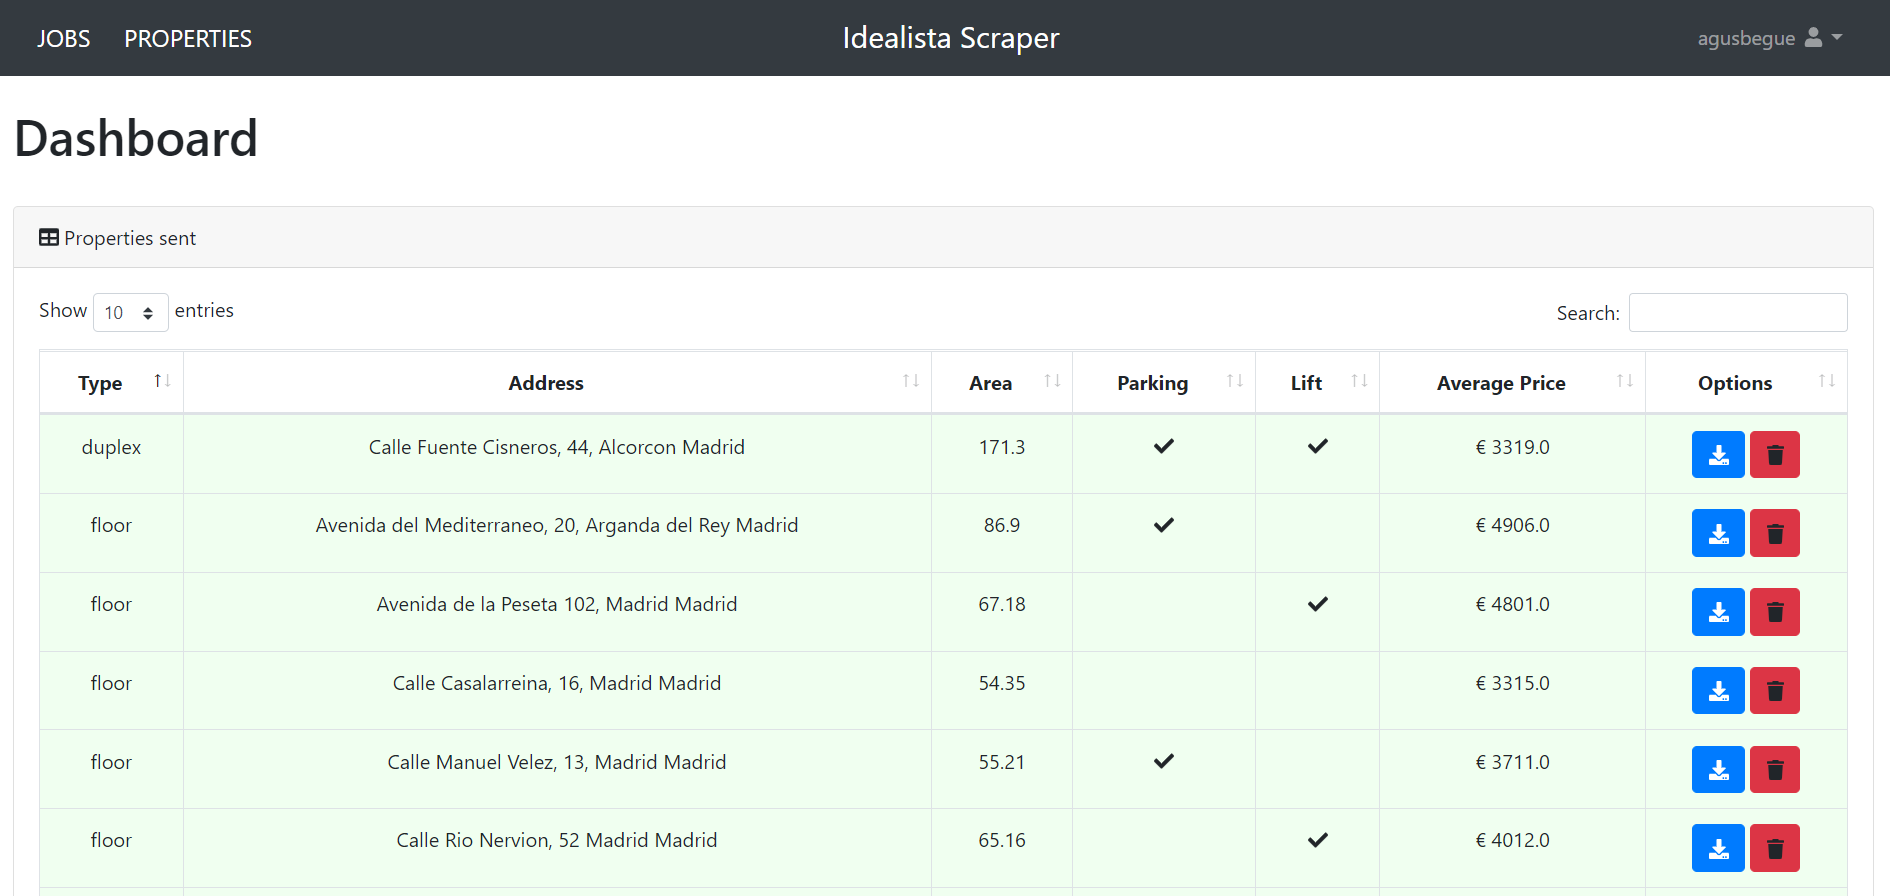 JOBS PROPERTIES Idealista Scraper agusbegue
Dashboard
Properties sent
Show 10 entries Search:
Type Address Area Parking Lift Average Price Options
duplex Calle Fuente Cisneros, 44, Alcorcon Madrid 171.3 € 3319.0
floor Avenida del Mediterraneo, 20, Arganda del Rey Madrid 86.9 € 4906.0
floor Avenida de la Peseta 102, Madrid Madrid 67.18 € 4801.0
floor Calle Casalarreina, 16, Madrid Madrid 54.35 € 3315.0
floor Calle Manuel Velez, 13, Madrid Madrid 55.21 € 3711.0
floor Calle Rio Nervion, 52 Madrid Madrid 65.16 € 4012.0